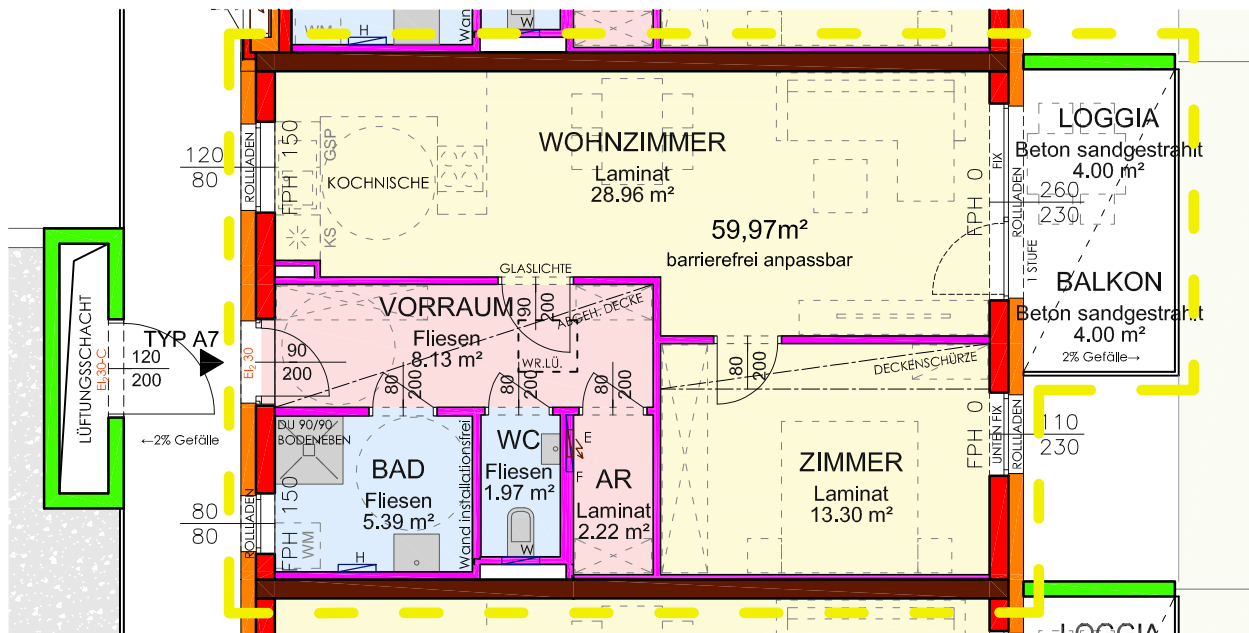 H
W
Wand
WOHNZIMMER
Laminat
28.96 m²
KOCHNISCHE
GSP
KS
FPH 150
ROLLLADEN
120
80
59,97m²
barrierefrei anpassbar
LOGGIA
Beton sandgestrahlt
4.00 m²
FIX
FPH 0
ROLLLADEN
260
230
1 STUFE
BALKON
Beton sandgestrahlt
4.00 m²
2% Gefälle→
GLASLICHTE
VORRAUM
Fliesen
8.13 m²
90
200
ABGEH. DECKE
WR.LÜ.
LÜFTUNGSSCHACHT
EI₂30-C
TYP A7
120
200
EI₂30
90
200
←2% Gefälle
80
200
80
200
80
200
80
200
DECKENSCHÜRZE
DU 90/90
BODENEBEN
BAD
Fliesen
5.39 m²
Wand installationsfrei
WM
H
FPH 150
ROLLLADEN
80
80
WC
Fliesen
1.97 m²
W
E
F
AR
Laminat
2.22 m²
ZIMMER
Laminat
13.30 m²
FPH 0
UNTEN FIX
ROLLLADEN
110
230
LOGGIA